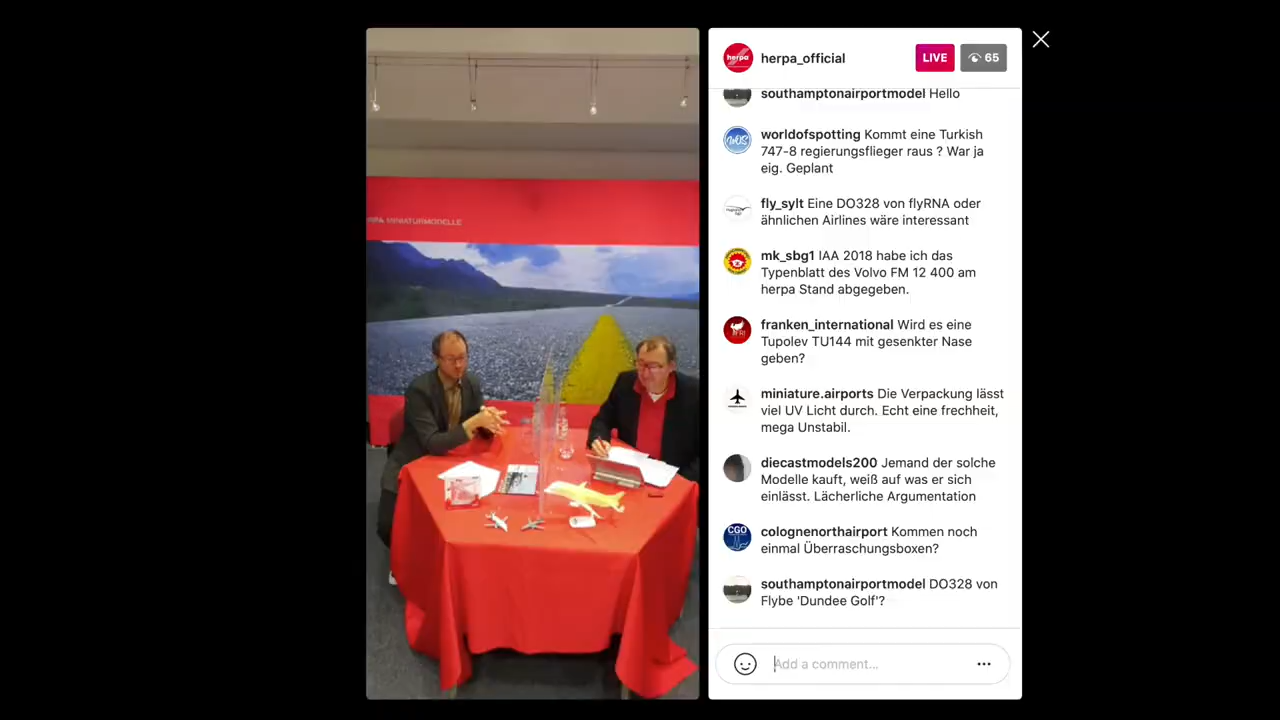 herpa
herpa_official
LIVE
65
southamptonairportmodel Hello
worldofspotting Kommt eine Turkish
747-8 regierungsflieger raus ? War ja
eig. Geplant
fly_sylt Eine DO328 von flyRNA oder
ähnlichen Airlines wäre interessant
mk_sbg1 IAA 2018 habe ich das
Typenblatt des Volvo FM 12 400 am
herpa Stand abgegeben.
franken_international Wird es eine
Tupolev TU144 mit gesenkter Nase
geben?
miniature.airports Die Verpackung lässt
viel UV Licht durch. Echt eine frechheit,
mega Unstabil.
diecastmodels200 Jemand der solche
Modelle kauft, weiß auf was er sich
einlässt. Lächerliche Argumentation
CGO
colognenorthairport Kommen noch
einmal Überraschungsboxen?
southamptonairportmodel DO328 von
Flybe 'Dundee Golf'?
Add a comment...
MINIATURMODELLE